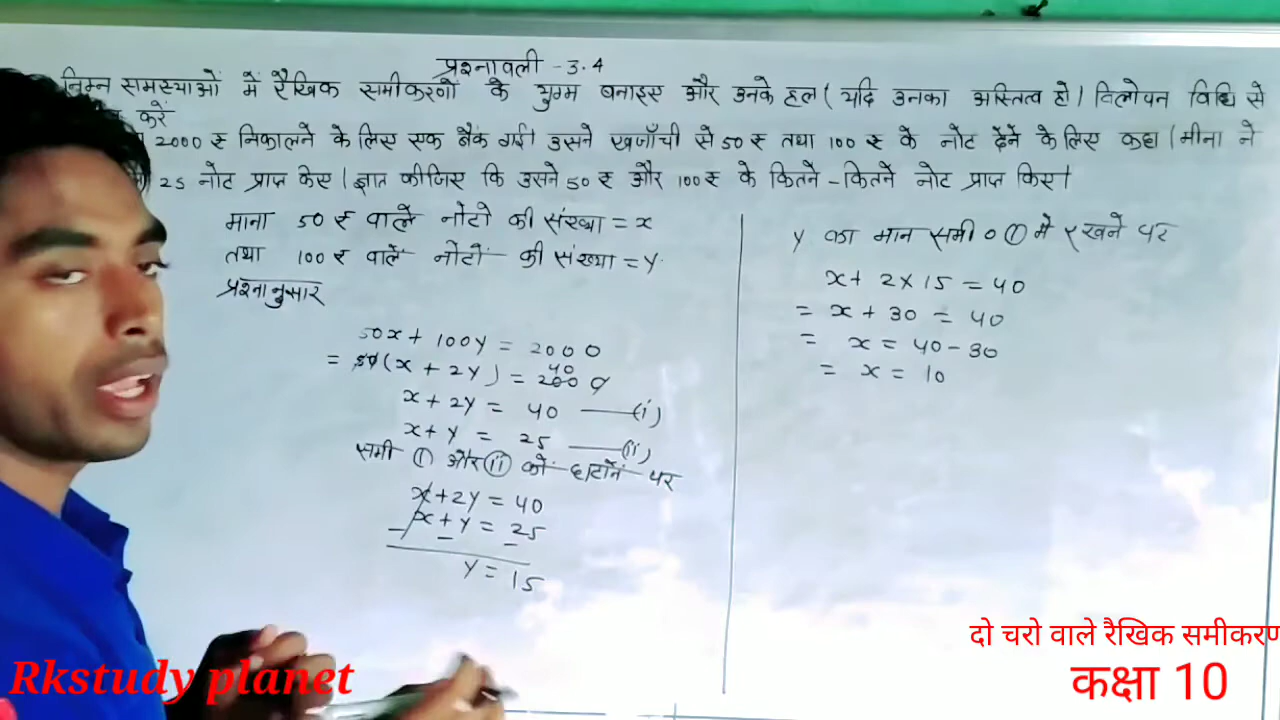 प्रश्नावली - 3.4
निम्न समस्याओं में रैखिक समीकरणों के युग्म बनाइए और उनके हल ( यदि उनका अस्तित्व हो ) विलोपन विधि से
करें
2000 ₹ निकालने के लिए एक बैंक गई। उसने खजाँची से 50 ₹ तथा 100 ₹ के नोट देने के लिए कहा । मीना ने
25 नोट प्राप्त किए । ज्ञात कीजिए कि उसने 50 ₹ और 100 ₹ के कितने - कितने नोट प्राप्त किए।
माना 50 ₹ वाले नोटो की संख्या = x
तथा 100 ₹ वाले नोटों की संख्या = y
प्रश्नानुसार
50x + 100y = 2000
= 50 (x + 2y) = 2000
40
x + 2y = 40 —(i)
x + y = 25 —(ii)
समी (i) और (ii) को घटाने पर
x + 2y = 40
- x + y = 25
- -
y = 15
y का मान समी० (i) में रखने पर
x + 2 x 15 = 40
= x + 30 = 40
= x = 40 - 30
= x = 10
दो चरो वाले रैखिक समीकरण
कक्षा 10
Rkstudy planet